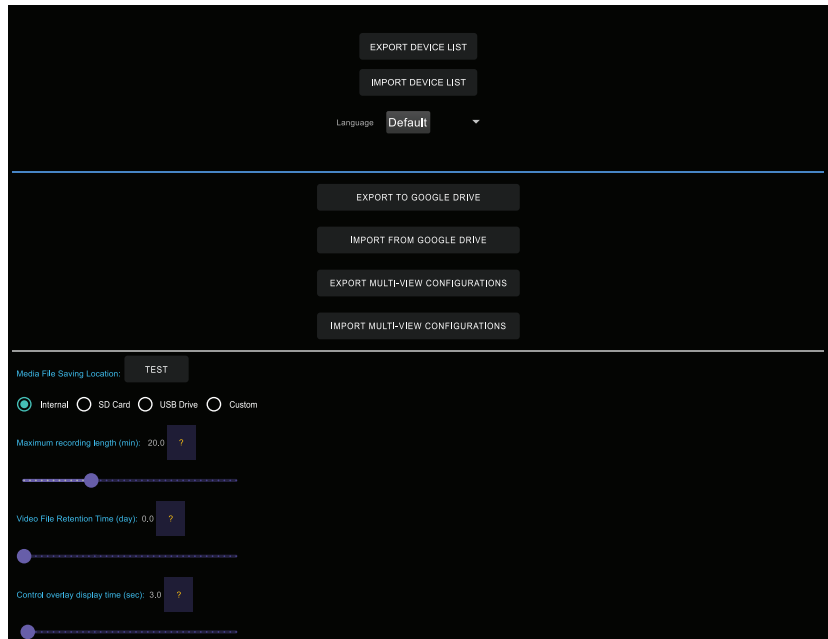 EXPORT DEVICE LIST
IMPORT DEVICE LIST
Language Default
EXPORT TO GOOGLE DRIVE
IMPORT FROM GOOGLE DRIVE
EXPORT MULTI-VIEW CONFIGURATIONS
IMPORT MULTI-VIEW CONFIGURATIONS
Media File Saving Location: TEST
Internal SD Card USB Drive Custom
Maximum recording length (min): 20.0 ?
Video File Retention Time (day): 0.0 ?
Control overlay display time (sec): 3.0 ?